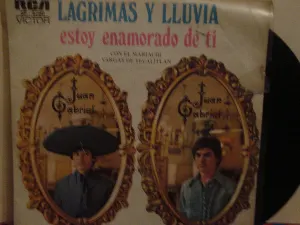 RCA
VICTOR
LAGRIMAS Y LLUVIA
estoy enamorado de ti
CON EL MARIACHI
VARGAS DE TECALITLAN
Juan
Gabriel
Juan
Gabriel